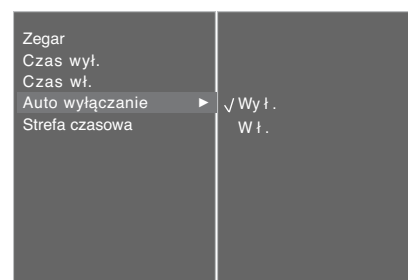 Zegar
Czas wył.
Czas wł.
Auto wyłączanie ►
Strefa czasowa
√ Wył.
Wł.